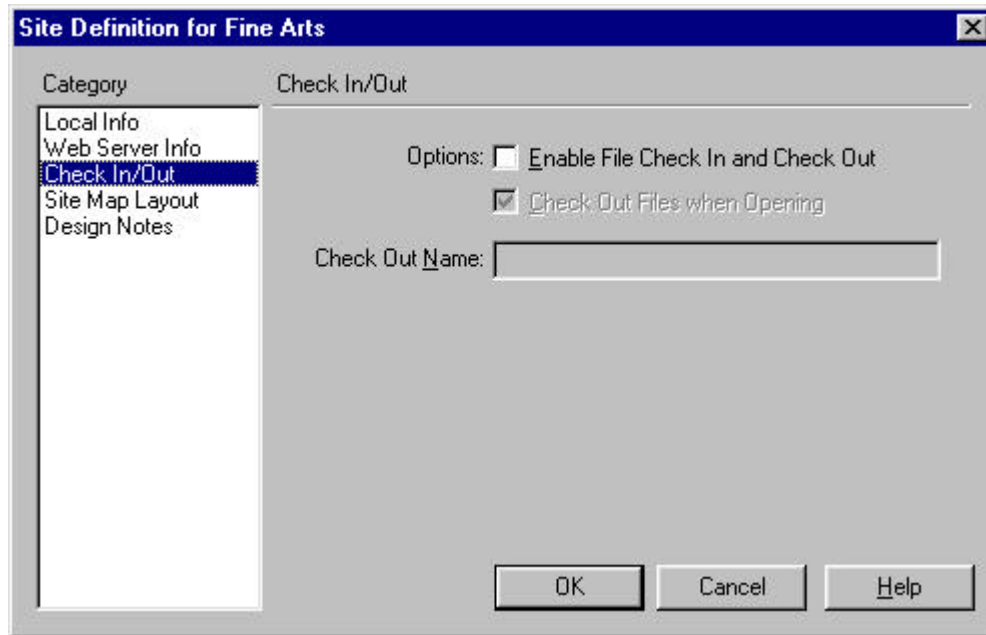 Site Definition for Fine Arts
Category
Local Info
Web Server Info
Check In/Out
Site Map Layout
Design Notes
Check In/Out
Options: Enable File Check In and Check Out
Check Out Files when Opening
Check Out Name:
OK Cancel Help